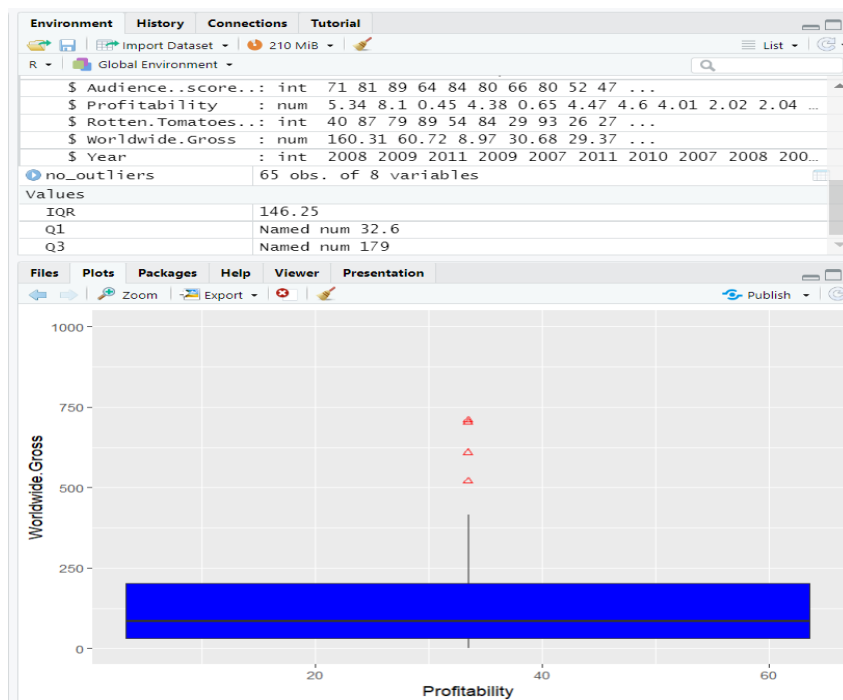 Environment History Connections Tutorial
Import Dataset 210 MiB List
R Global Environment
$ Audience..score..: int 71 81 89 64 84 80 66 80 52 47 ...
$ Profitability : num 5.34 8.1 0.45 4.38 0.65 4.47 4.6 4.01 2.02 2.04 …
$ Rotten.Tomatoes..: int 40 87 79 89 54 84 29 93 26 27 ...
$ Worldwide.Gross : num 160.31 60.72 8.97 30.68 29.37 ...
$ Year : int 2008 2009 2011 2009 2007 2011 2010 2007 2008 200…
no_outliers 65 obs. of 8 variables
Values
IQR 146.25
Q1 Named num 32.6
Q3 Named num 179
Files Plots Packages Help Viewer Presentation
Zoom Export Publish
1000
750
500
250
0
Worldwide.Gross
20 40 60
Profitability